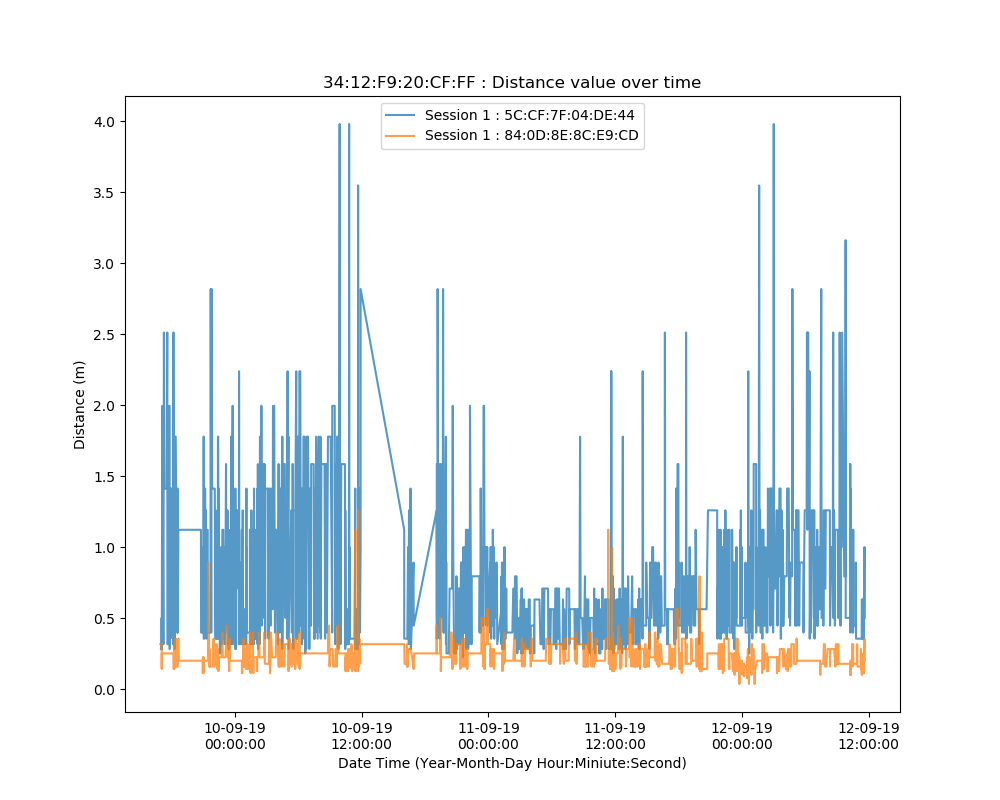 34:12:F9:20:CF:FF : Distance value over time
Session 1 : 5C:CF:7F:04:DE:44
Session 1 : 84:0D:8E:8C:E9:CD
4.0
3.5
3.0
2.5
2.0
1.5
1.0
0.5
0.0
Distance (m)
10-09-19 10-09-19 11-09-19 11-09-19 12-09-19 12-09-19
00:00:00 12:00:00 00:00:00 12:00:00 00:00:00 12:00:00
Date Time (Year-Month-Day Hour:Miniute:Second)